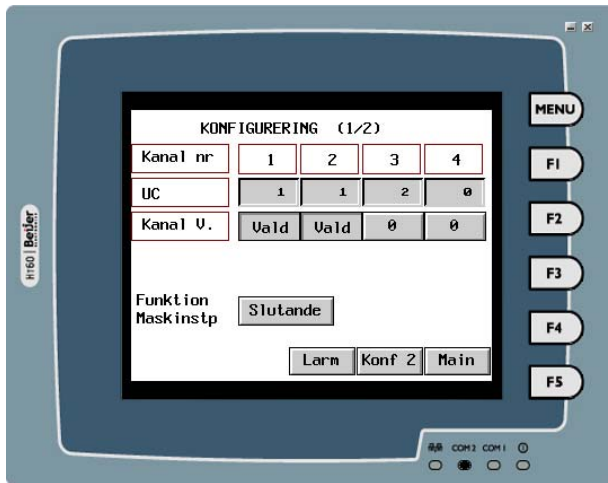 KONFIGURERING (1/2)
Kanal nr 1 2 3 4
UC 1 1 2 0
Kanal V. Vald Vald 0 0
Funktion
Maskinstp
Slutande
Larm Konf 2 Main
MENU
F1
F2
F3
F4
F5
HT60 Beijer
COM2 COM1